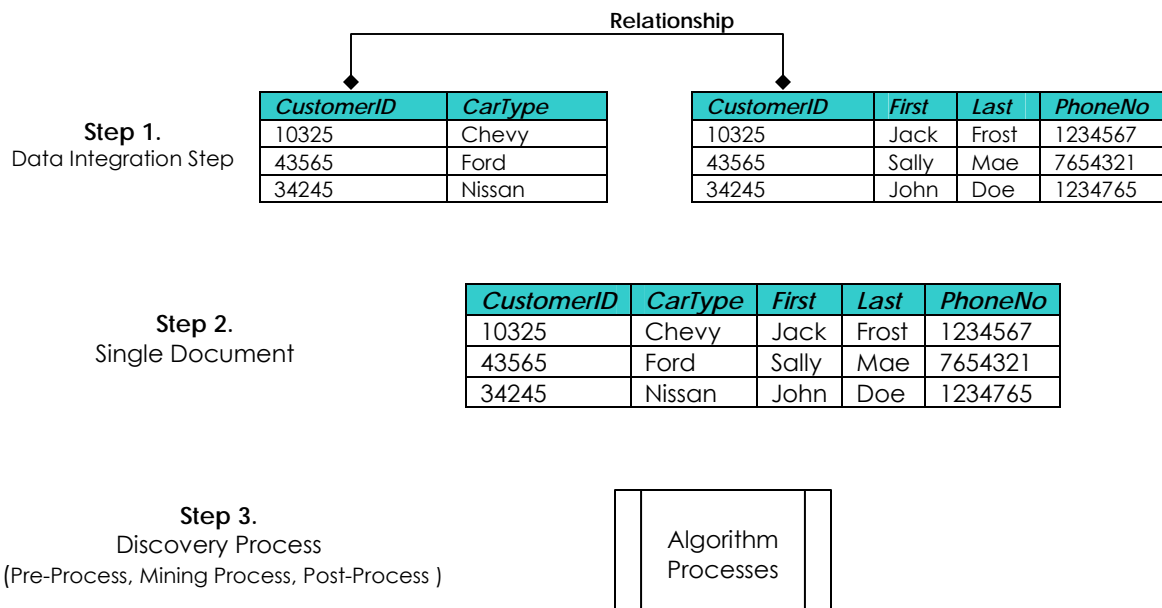 Relationship
Step 1.
Data Integration Step
CustomerID CarType
10325 Chevy
43565 Ford
34245 Nissan
CustomerID First Last PhoneNo
10325 Jack Frost 1234567
43565 Sally Mae 7654321
34245 John Doe 1234765
Step 2.
Single Document
CustomerID CarType First Last PhoneNo
10325 Chevy Jack Frost 1234567
43565 Ford Sally Mae 7654321
34245 Nissan John Doe 1234765
Step 3.
Discovery Process
(Pre-Process, Mining Process, Post-Process )
Algorithm
Processes